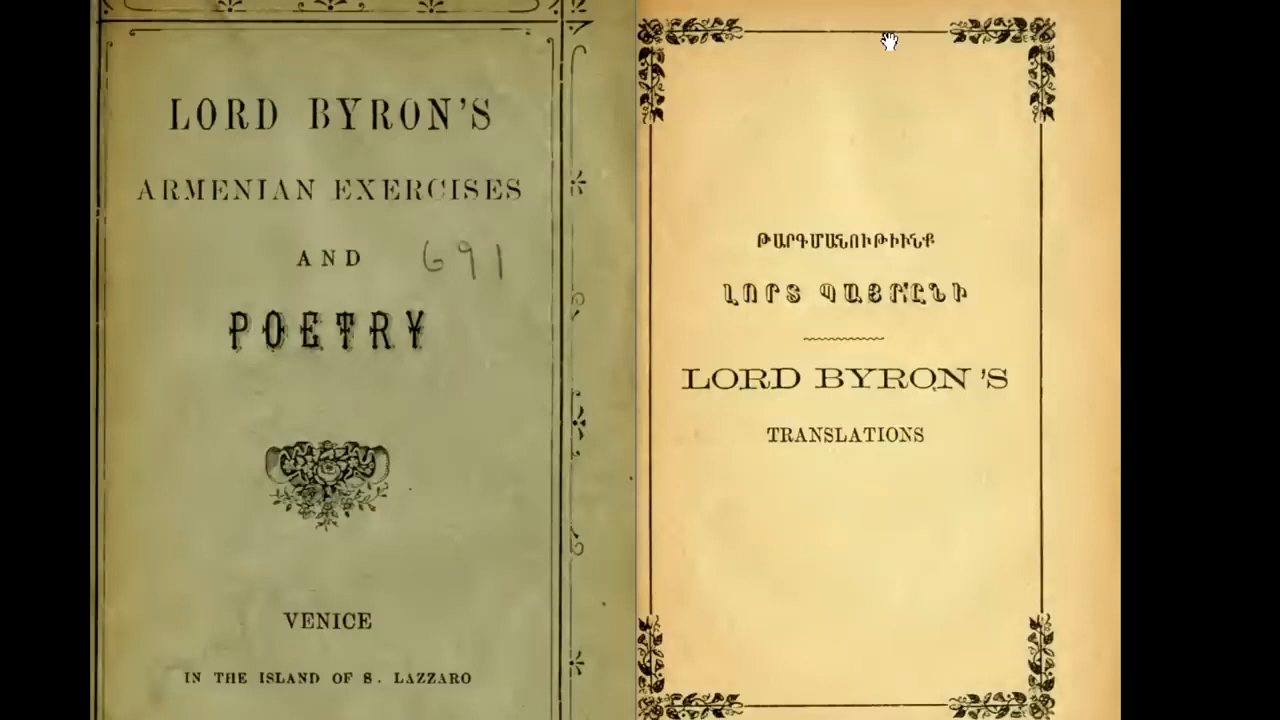 LORD BYRON'S
ARMENIAN EXERCISES
AND
691
POETRY
VENICE
IN THE ISLAND OF S. LAZZARO
ԹԱՐԳՄԱՆՈՒԹԻՒՆՔ
ԼՈՐՏ ՊԱՅՐԸՆԻ
LORD BYRON'S
TRANSLATIONS